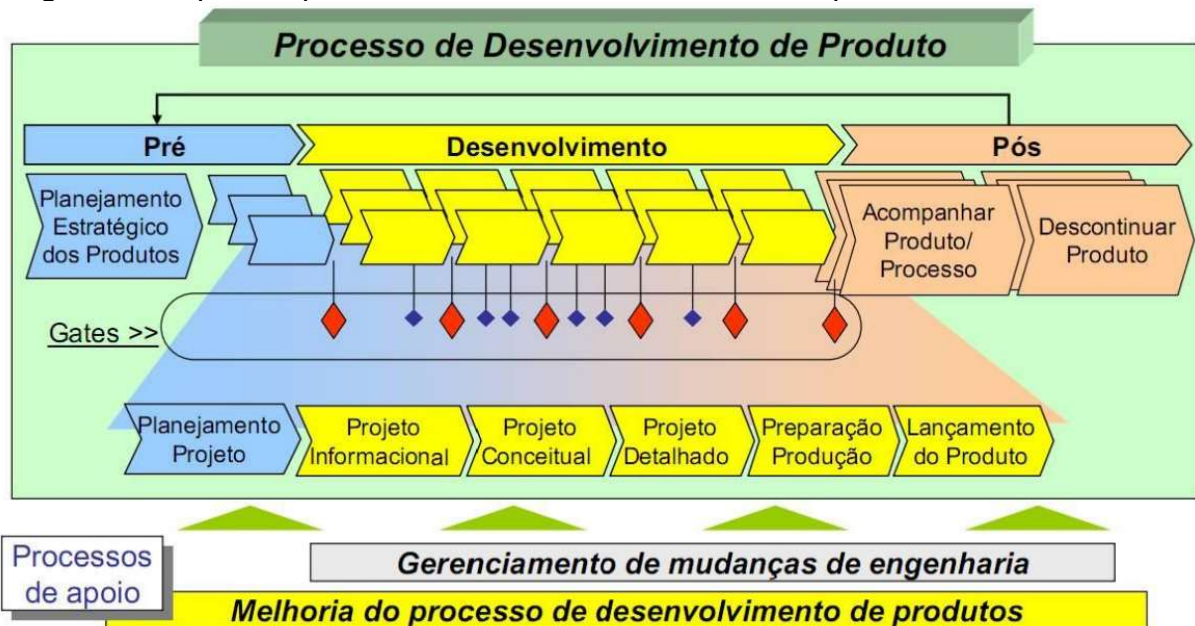 Processo de Desenvolvimento de Produto
Pré
Desenvolvimento
Pós
Planejamento
Estratégico
dos Produtos
Acompanhar
Produto/
Processo
Descontinuar
Produto
Gates >>
Planejamento
Projeto
Projeto
Informacional
Projeto
Conceitual
Projeto
Detalhado
Preparação
Produção
Lançamento
do Produto
Processos
de apoio
Gerenciamento de mudanças de engenharia
Melhoria do processo de desenvolvimento de produtos